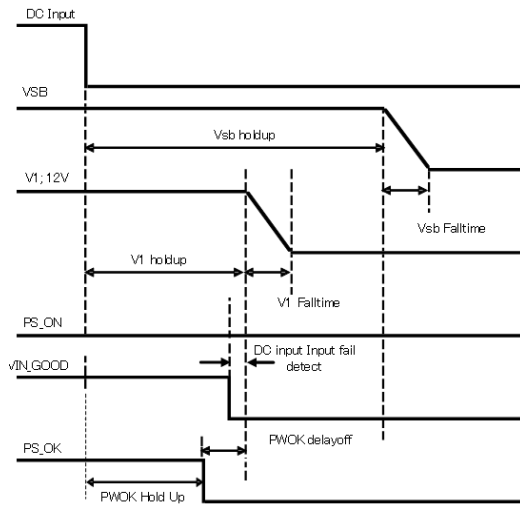 DC Input
VSB
Vsb holdup
V1; 12V
Vsb Falltime
V1 holdup
V1 Falltime
PS_ON
DC input Input fail
detect
vIN_GOOD
PWOK delayoff
PS_OK
PWOK Hold Up